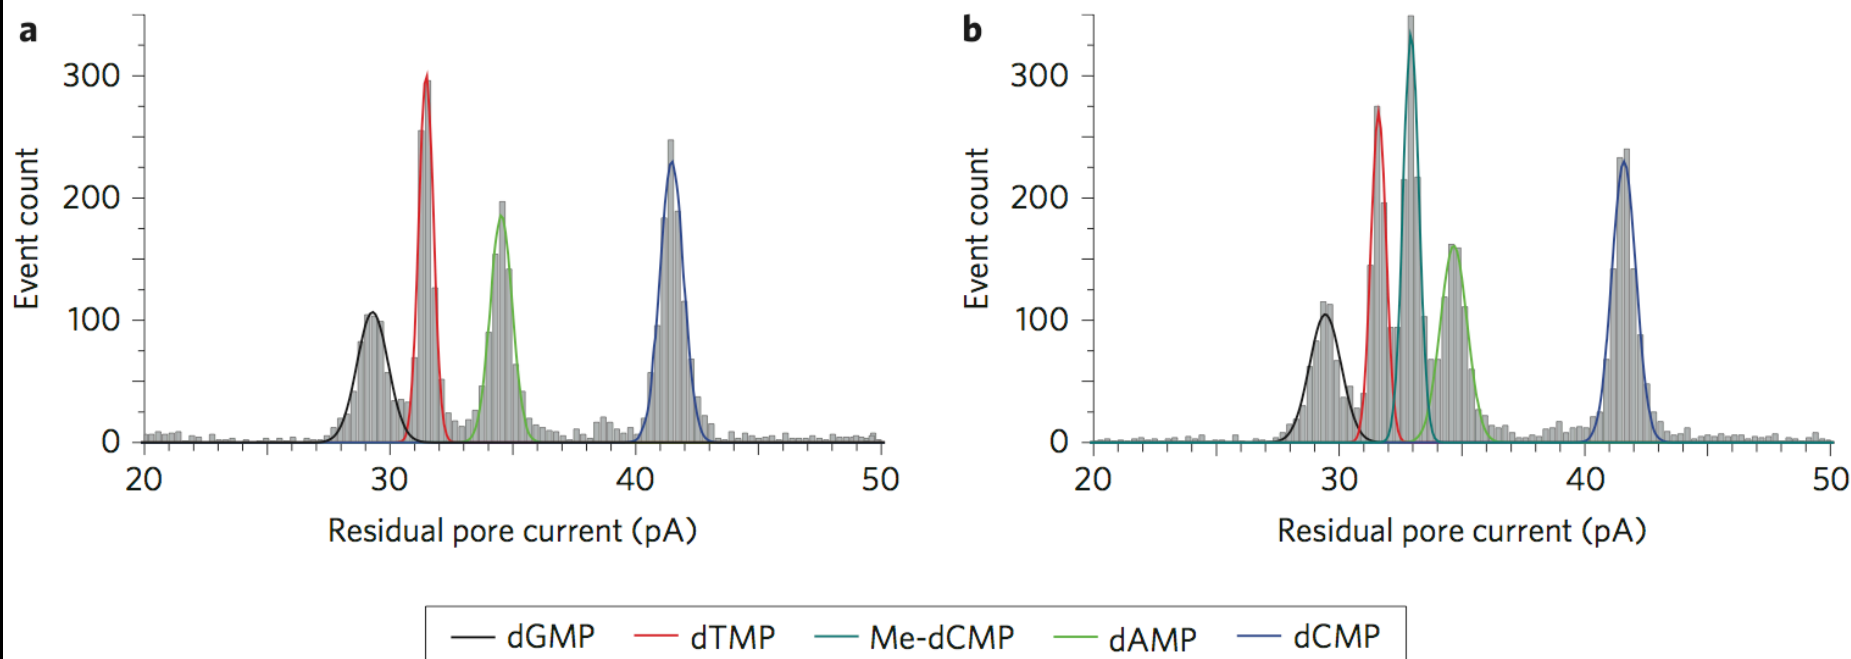 a
300
200
100
0
Event count
20 30 40 50
Residual pore current (pA)
b
300
200
100
0
Event count
20 30 40 50
Residual pore current (pA)
dGMP dTMP Me-dCMP dAMP dCMP